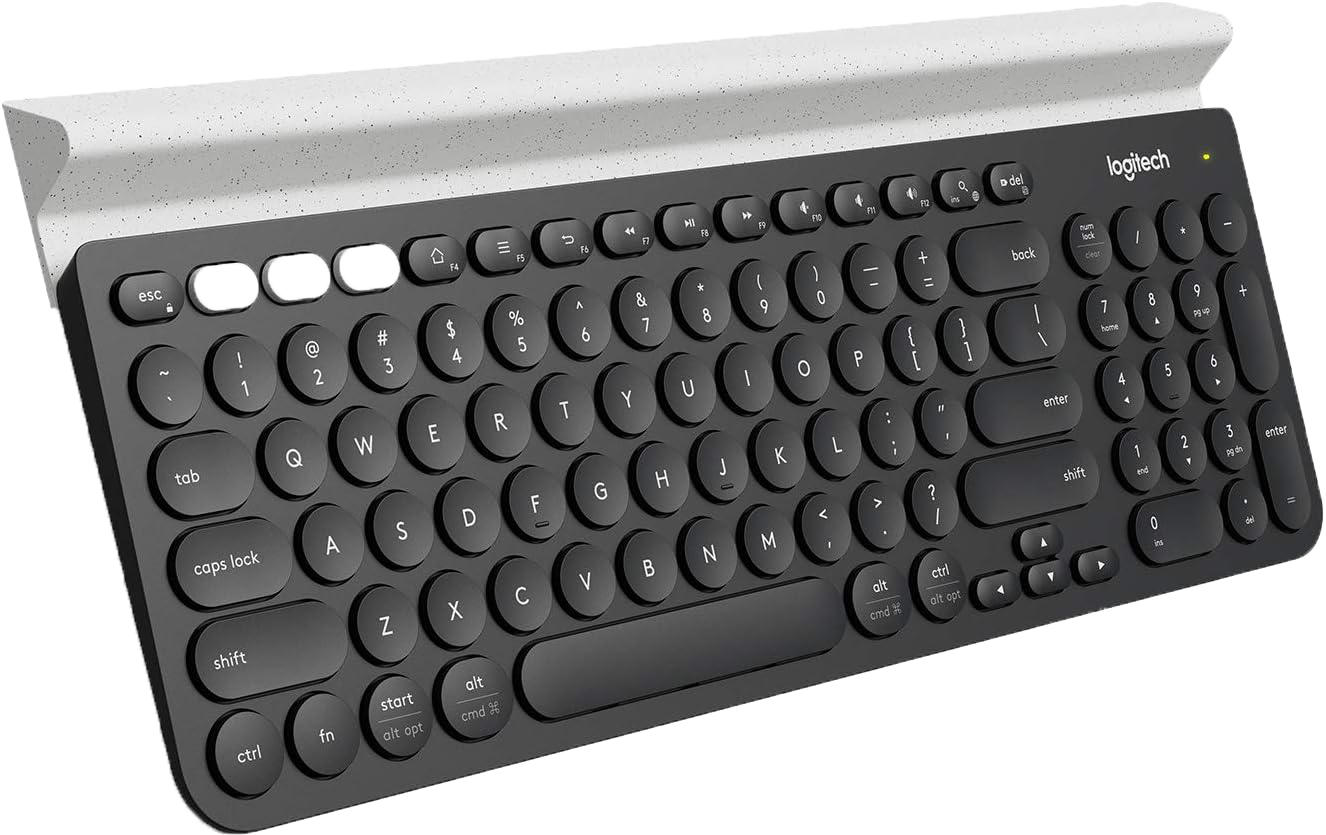 logitech
esc F4 F5 F6 F7 F8 F9 F10 F11 F12 ins del
~ ` ! 1 @ 2 # 3 $ 4 % 5 ^ 6 & 7 * 8 ( 9 ) 0 — – + = back
num lock clear / * −
tab Q W E R T Y U I O P { [ } ] | \
7 home 8 ▲ 9 pg up +
caps lock A S D F G H J K L : ; " ' enter
4 ◄ 5 6 ►
shift Z X C V B N M < , > . ? / shift
1 end 2 ▼ 3 pg dn enter =
ctrl fn start alt opt alt cmd ⌘ alt cmd ⌘ ctrl alt opt ◄ ▲ ▼ ►
0 ins . del